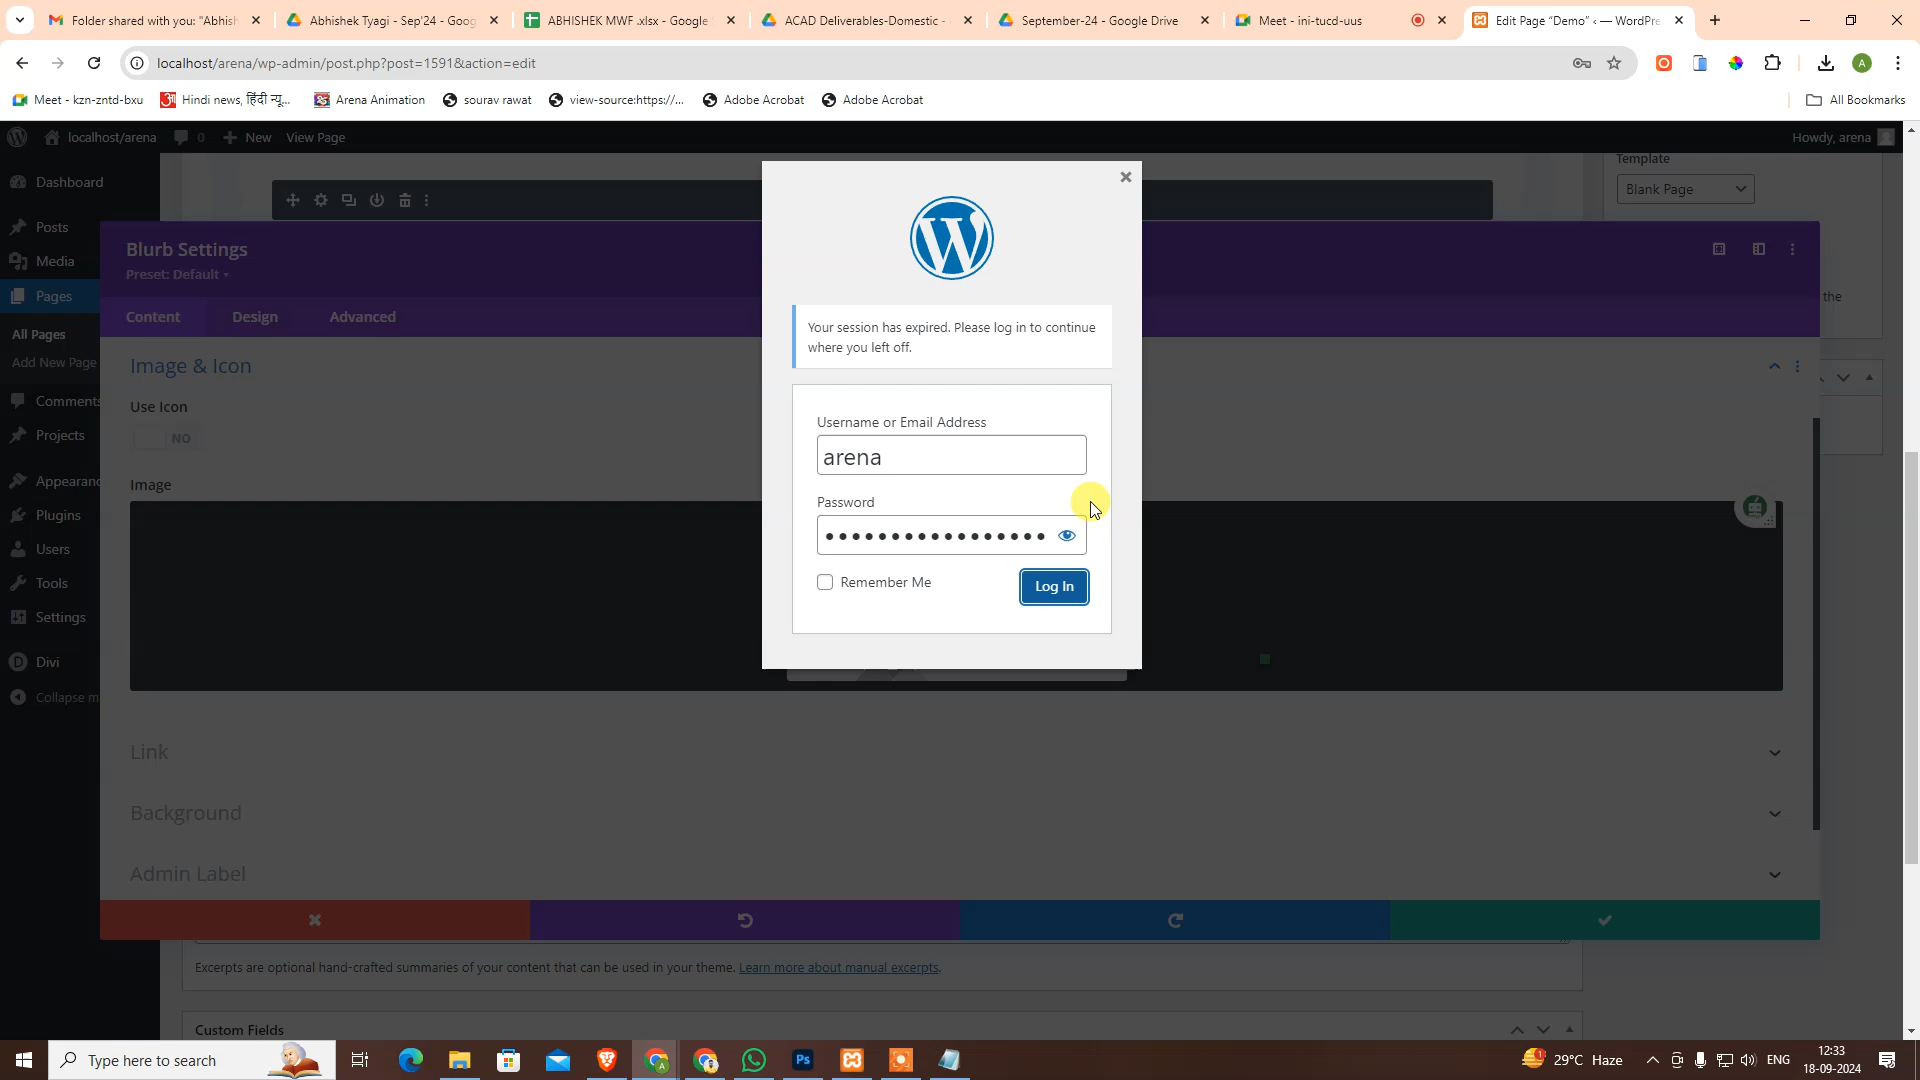 Folder shared with you: "Abhish
Abhishek Tyagi - Sep'24 - Goog
ABHISHEK MWF .xlsx - Google
ACAD Deliverables-Domestic -
September-24 - Google Drive
Meet - ini-tucd-uus
Edit Page “Demo” ‹ — WordPre
localhost/arena/wp-admin/post.php?post=1591&action=edit
A
Meet - kzn-zntd-bxu
Hindi news, हिंदी न्यू...
Arena Animation
sourav rawat
view-source:https://...
Adobe Acrobat
Adobe Acrobat
All Bookmarks
localhost/arena
0
New
View Page
Howdy, arena
Dashboard
Posts
Media
Pages
All Pages
Add New Page
Comments
Projects
Appearanc
Plugins
Users
Tools
Settings
Divi
Collapse m
Template
Blank Page
the
Blurb Settings
Preset: Default
Content
Design
Advanced
Image & Icon
Use Icon
NO
Image
Link
Background
Admin Label
Your session has expired. Please log in to continue
where you left off.
Username or Email Address
arena
Password
Remember Me
Log In
Excerpts are optional hand-crafted summaries of your content that can be used in your theme. Learn more about manual excerpts.
Custom Fields
Type here to search
29°C Haze
ENG
12:33
18-09-2024